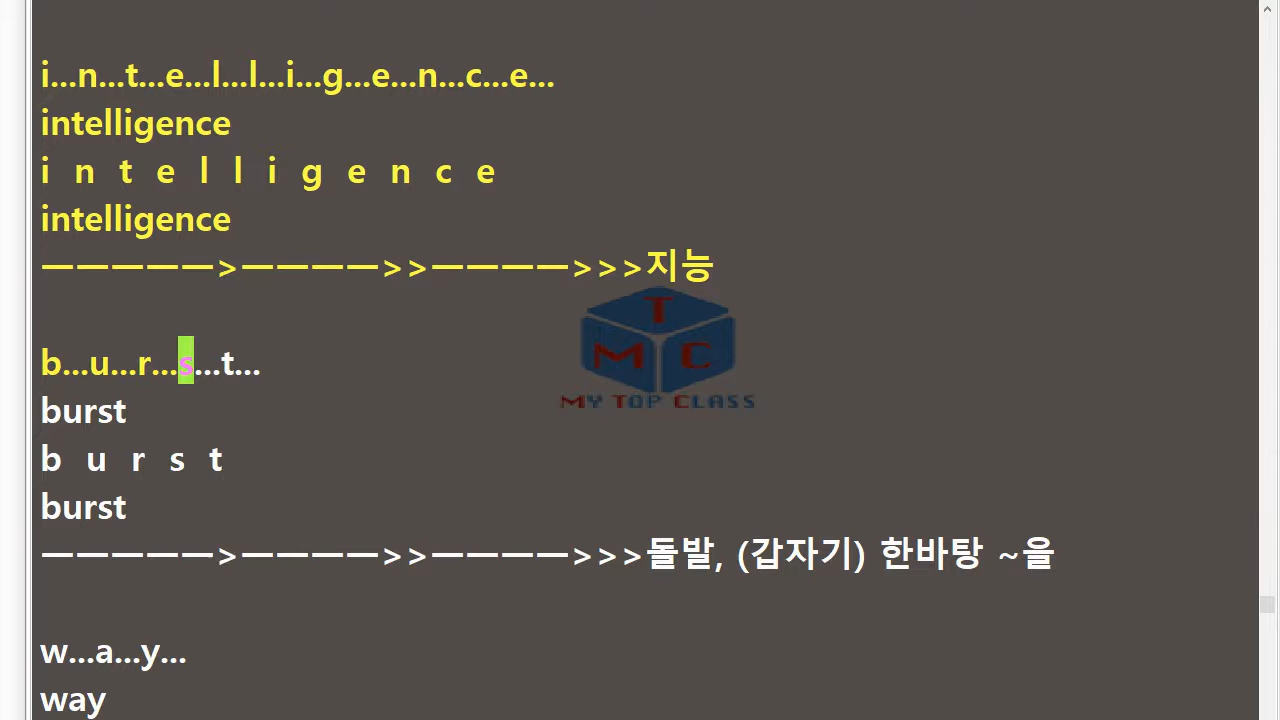 i...n...t...e...l...l...i...g...e...n...c...e...
intelligence
i n t e l l i g e n c e
intelligence
ㅡㅡㅡㅡㅡ>ㅡㅡㅡㅡ>>ㅡㅡㅡㅡ>>>지능
T
M C
MY TOP CLASS
b...u...r...s...t...
burst
b u r s t
burst
ㅡㅡㅡㅡㅡ>ㅡㅡㅡㅡ>>ㅡㅡㅡㅡ>>>돌발, (갑자기) 한바탕 ~을
w...a...y...
way